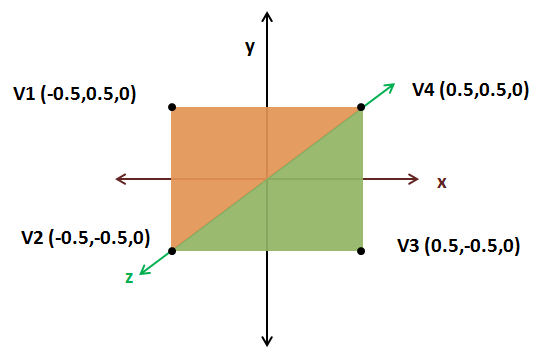 y
V1 (-0.5,0.5,0)
V4 (0.5,0.5,0)
x
V2 (-0.5,-0.5,0)
V3 (0.5,-0.5,0)
z